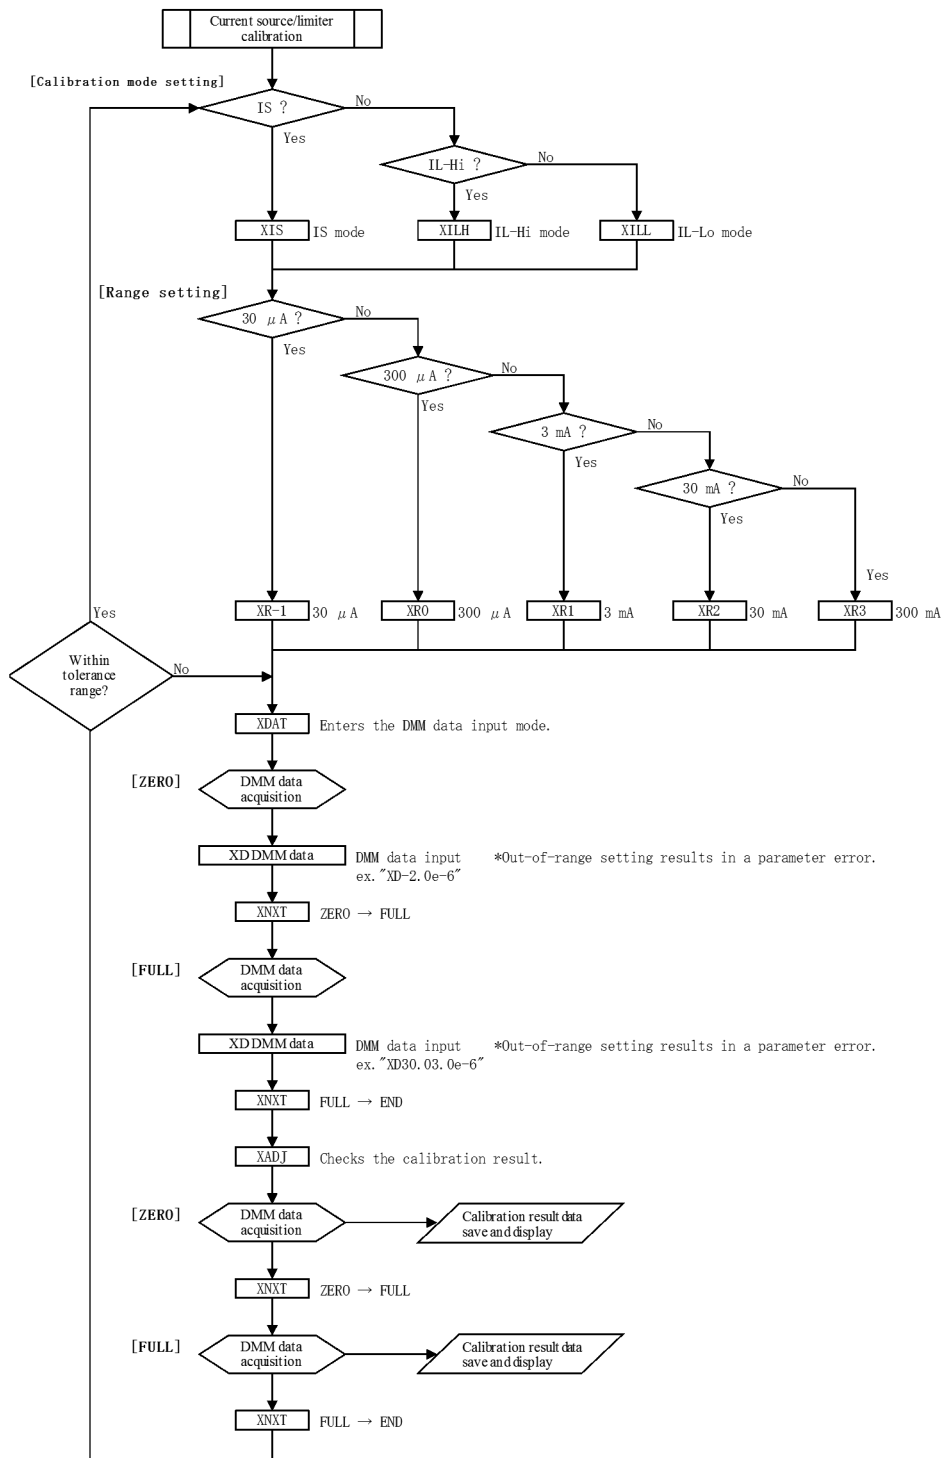 Current source/limiter
calibration
[Calibration mode setting]
IS ?
No
Yes
IL-Hi ?
No
Yes
XIS
IS mode
XILH
IL-Hi mode
XILL
IL-Lo mode
[Range setting]
30 μA ?
No
Yes
300 μA ?
No
Yes
3 mA ?
No
Yes
30 mA ?
No
Yes
Yes
XR-1
30 μA
XR0
300 μA
XR1
3 mA
XR2
30 mA
XR3
300 mA
Yes
Within
tolerance
range?
No
XDAT
Enters the DMM data input mode.
[ZERO]
DMM data
acquisition
XD DMM data
DMM data input *Out-of-range setting results in a parameter error.
ex."XD-2.0e-6"
XNXT
ZERO → FULL
[FULL]
DMM data
acquisition
XD DMM data
DMM data input *Out-of-range setting results in a parameter error.
ex."XD30.03.0e-6"
XNXT
FULL → END
XADJ
Checks the calibration result.
[ZERO]
DMM data
acquisition
Calibration result data
save and display
XNXT
ZERO → FULL
[FULL]
DMM data
acquisition
Calibration result data
save and display
XNXT
FULL → END